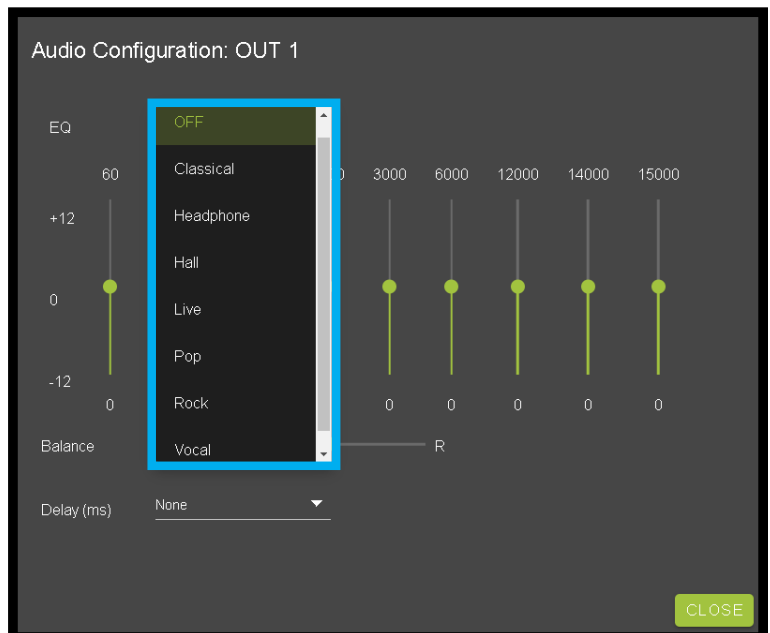 Audio Configuration: OUT 1
EQ
OFF
Classical
Headphone
Hall
Live
Pop
Rock
Vocal
60 0 3000 6000 12000 14000 15000
+12
0
-12
0 0 0 0 0 0
Balance R
Delay (ms) None
CLOSE